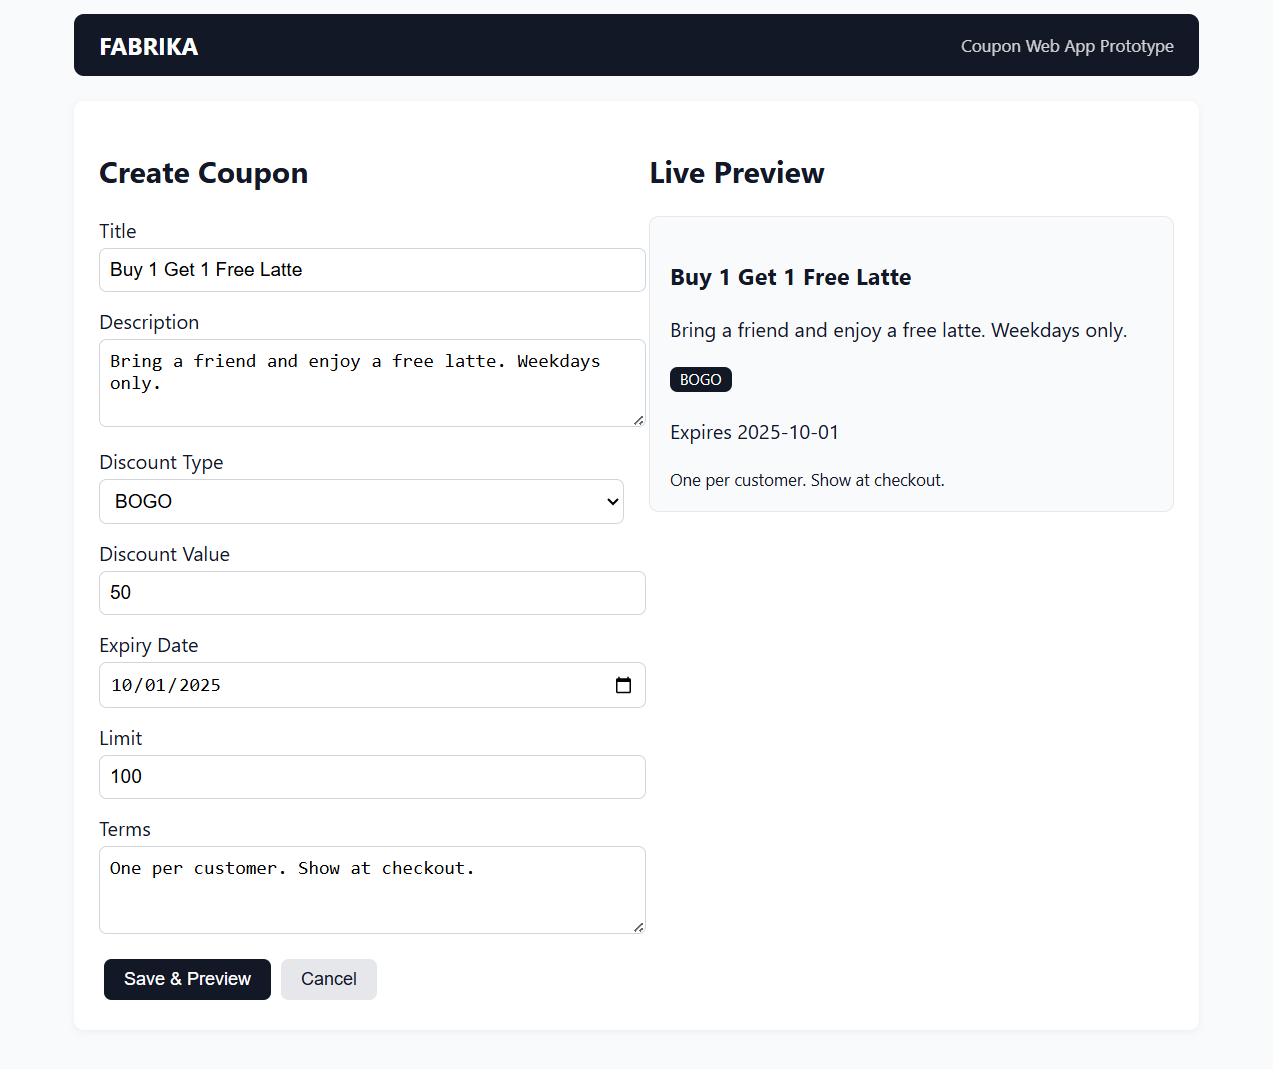 FABRIKA
Coupon Web App Prototype
Create Coupon
Title
Buy 1 Get 1 Free Latte
Description
Bring a friend and enjoy a free latte. Weekdays
only.
Discount Type
BOGO
Discount Value
50
Expiry Date
10/01/2025
Limit
100
Terms
One per customer. Show at checkout.
Save & Preview
Cancel
Live Preview
Buy 1 Get 1 Free Latte
Bring a friend and enjoy a free latte. Weekdays only.
BOGO
Expires 2025-10-01
One per customer. Show at checkout.